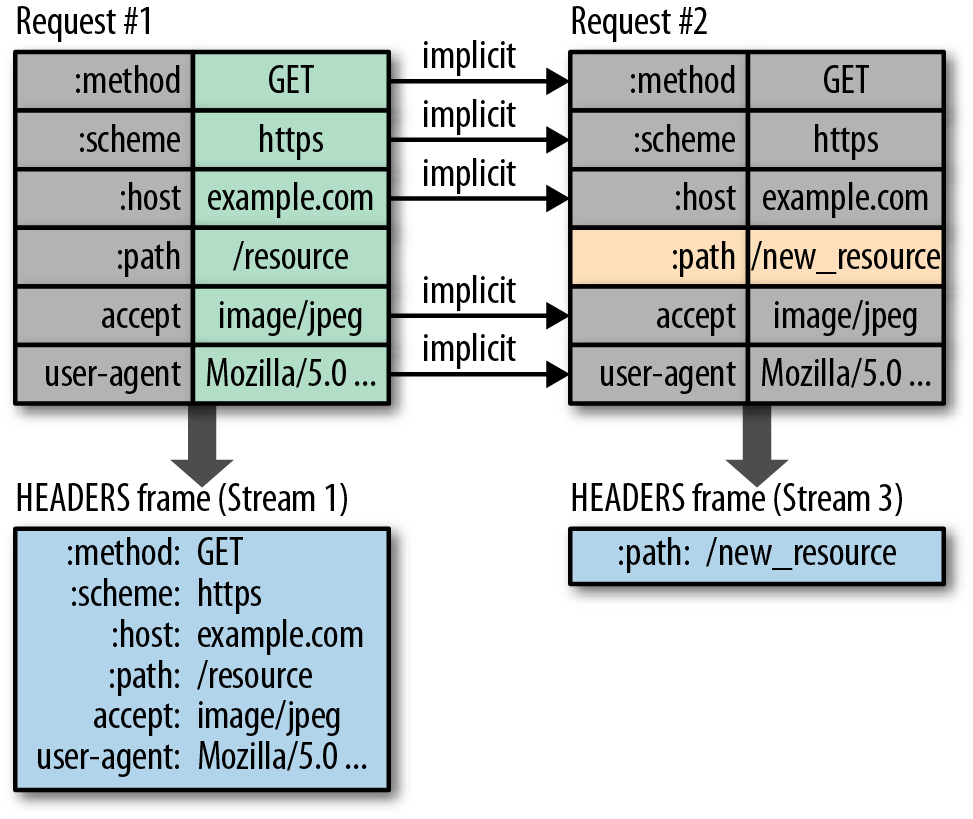 Request #1
:method GET
:scheme https
:host example.com
:path /resource
accept image/jpeg
user-agent Mozilla/5.0 ...
implicit
implicit
implicit
implicit
implicit
Request #2
:method GET
:scheme https
:host example.com
:path /new_resource
accept image/jpeg
user-agent Mozilla/5.0 ...
HEADERS frame (Stream 1)
:method: GET
:scheme: https
:host: example.com
:path: /resource
accept: image/jpeg
user-agent: Mozilla/5.0 ...
HEADERS frame (Stream 3)
:path: /new_resource